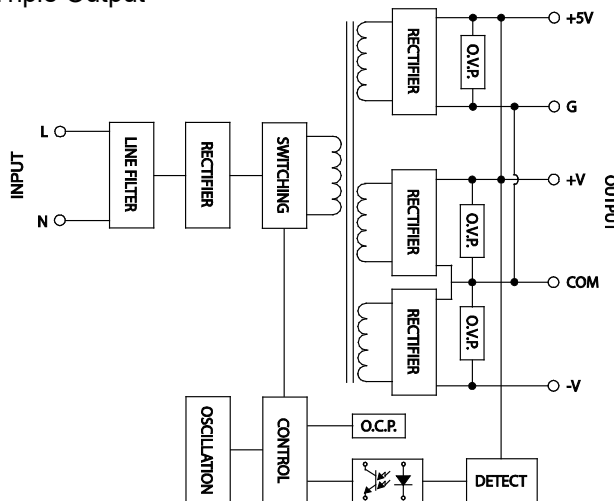 Triple Output
INPUT
L
N
LINE FILTER
RECTIFIER
SWITCHING
RECTIFIER
O.V.P.
+5V
G
RECTIFIER
O.V.P.
+V
OUTPUT
COM
RECTIFIER
O.V.P.
-V
OSCILLATION
CONTROL
O.C.P.
DETECT